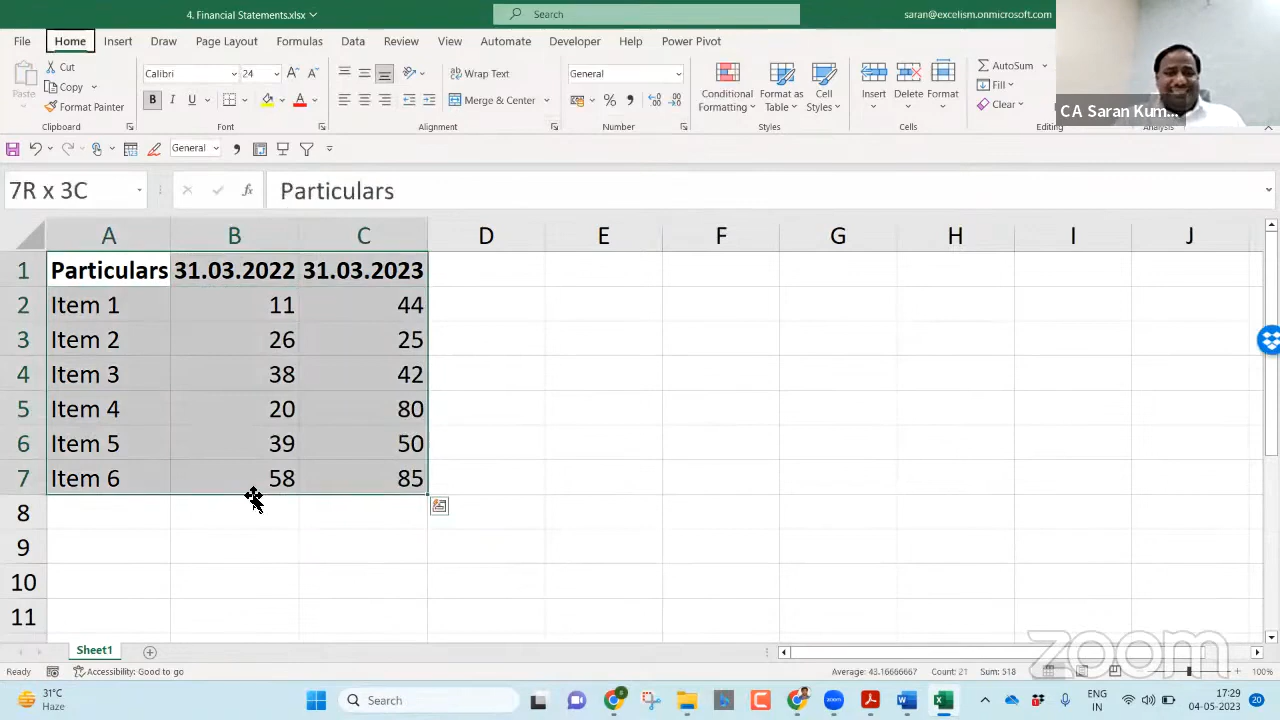 4. Financial Statements.xlsx
Search
saran@excelism.onmicrosoft.com
File Home Insert Draw Page Layout Formulas Data Review View Automate Developer Help Power Pivot
Paste
Cut
Copy
Format Painter
Clipboard
Calibri 24
B I U
Font
Wrap Text
Merge & Center
Alignment
General
Number
Conditional Formatting
Format as Table
Cell Styles
Styles
Insert Delete Format
Cells
AutoSum
Fill
Clear
Editing
Analysis
CA Saran Kum...
General
7R x 3C
fx
Particulars
A B C D E F G H I J
1 Particulars 31.03.2022 31.03.2023
2 Item 1 11 44
3 Item 2 26 25
4 Item 3 38 42
5 Item 4 20 80
6 Item 5 39 50
7 Item 6 58 85
8
9
10
11
Sheet1
zoom
Ready
Accessibility: Good to go
Average: 43.16666667 Count: 21 Sum: 518
100%
31°C
Haze
Search
ENG
IN
17:29
04-05-2023
20